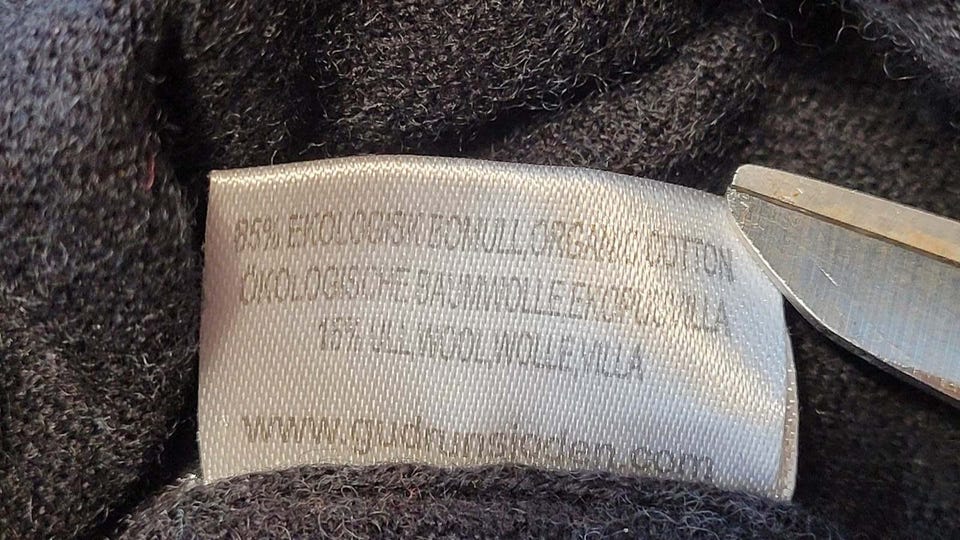 85% EKOLOGISK BOMULL,ORGANIC COTTON
ÖKOLOGISCHE BAUMWOLLE,EKOPUUVILLA
15% ULL,WOOL,WOLLE,VILLA
www.gudrunsjoden.com